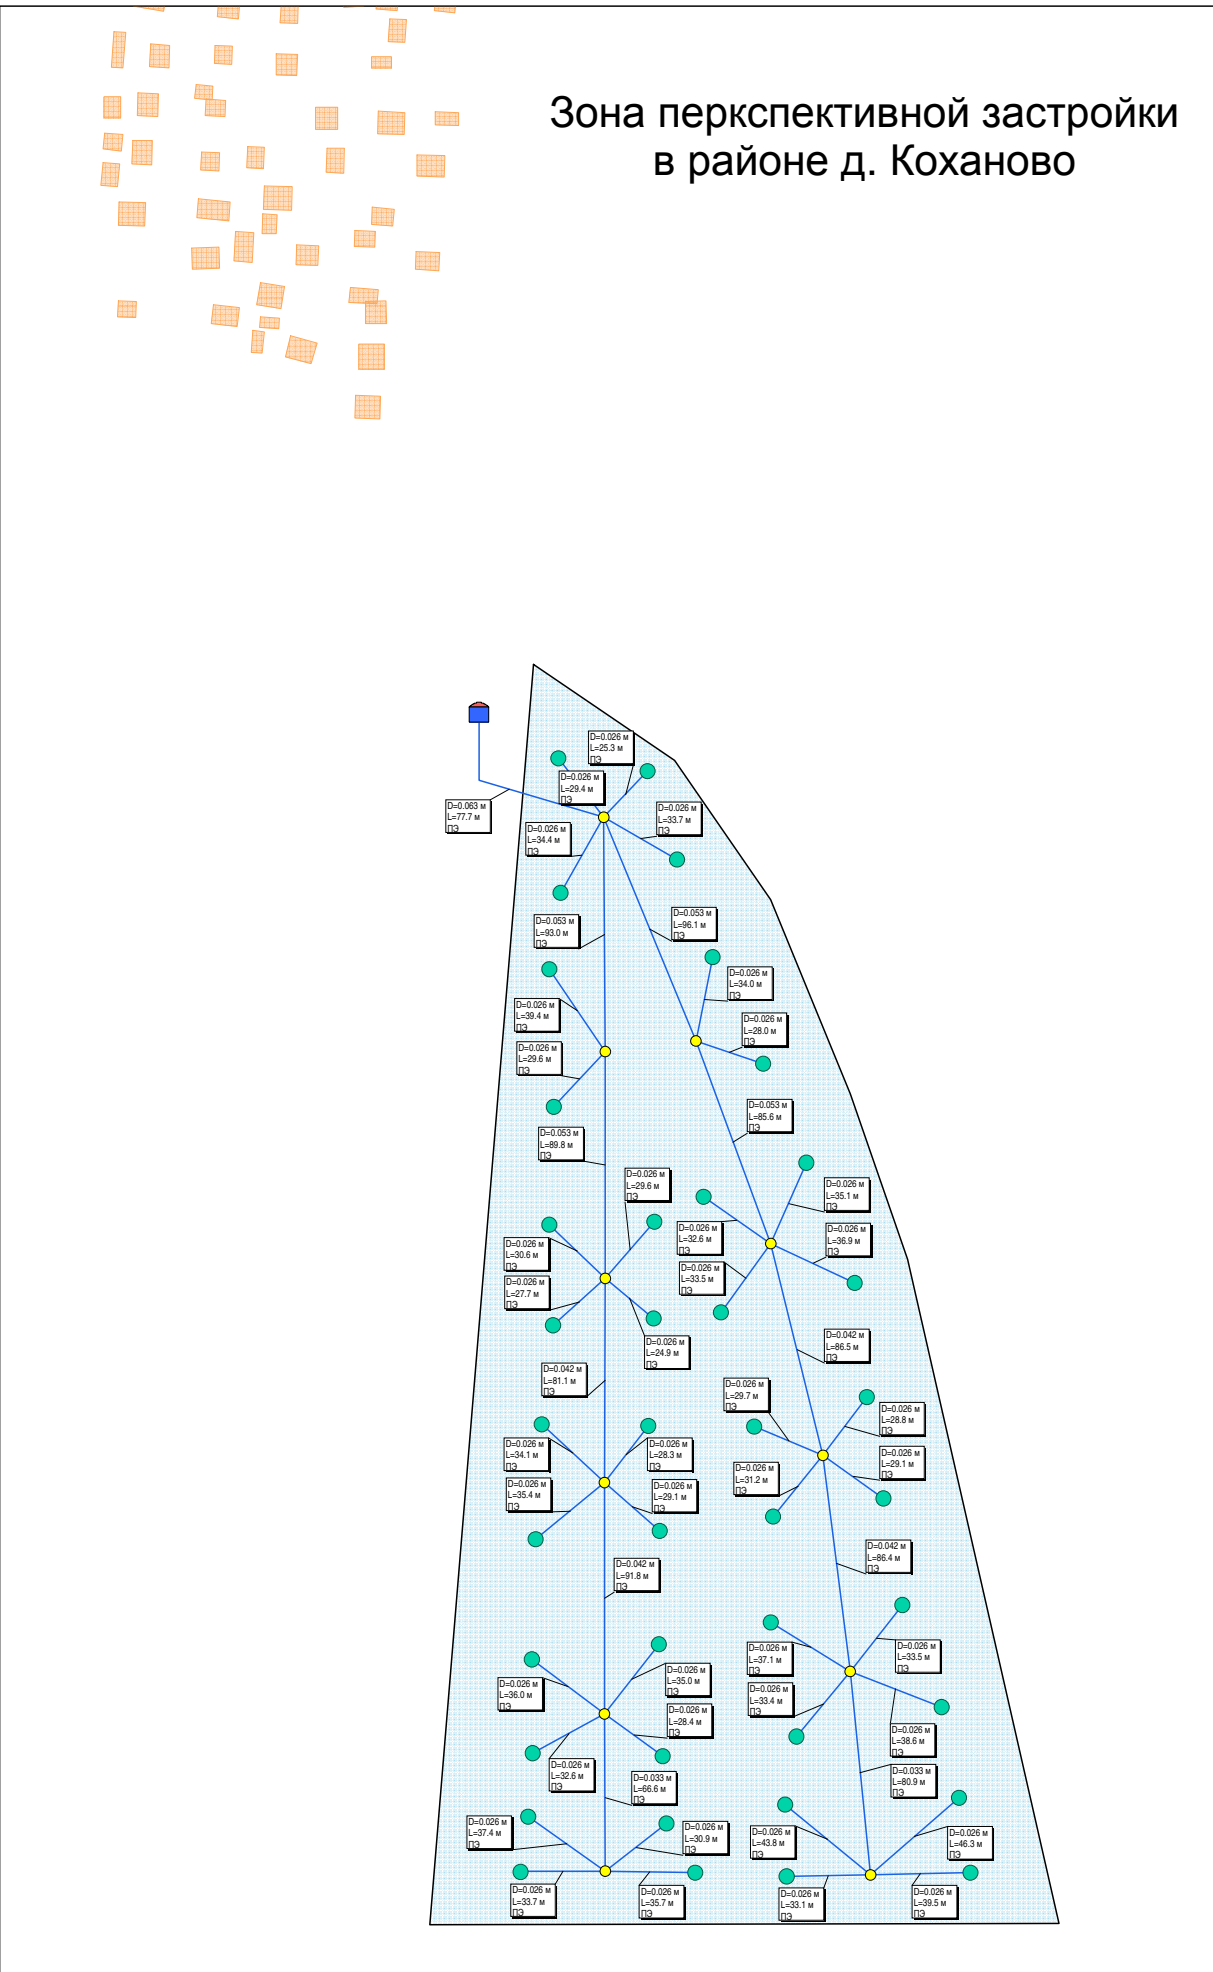 Зона перкспективной застройки
в районе д. Коханово
D=0.026 м
L=25.3 м
ПЭ
D=0.026 м
L=29.4 м
ПЭ
D=0.063 м
L=77.7 м
ПЭ
D=0.026 м
L=33.7 м
ПЭ
D=0.026 м
L=34.4 м
ПЭ
D=0.053 м
L=93.0 м
ПЭ
D=0.053 м
L=96.1 м
ПЭ
D=0.026 м
L=34.0 м
ПЭ
D=0.026 м
L=39.4 м
ПЭ
D=0.026 м
L=28.0 м
ПЭ
D=0.026 м
L=29.6 м
ПЭ
D=0.053 м
L=85.6 м
ПЭ
D=0.053 м
L=89.8 м
ПЭ
D=0.026 м
L=29.6 м
ПЭ
D=0.026 м
L=35.1 м
ПЭ
D=0.026 м
L=32.6 м
ПЭ
D=0.026 м
L=36.9 м
ПЭ
D=0.026 м
L=30.6 м
ПЭ
D=0.026 м
L=33.5 м
ПЭ
D=0.026 м
L=27.7 м
ПЭ
D=0.026 м
L=24.9 м
ПЭ
D=0.042 м
L=86.5 м
ПЭ
D=0.042 м
L=81.1 м
ПЭ
D=0.026 м
L=29.7 м
ПЭ
D=0.026 м
L=28.8 м
ПЭ
D=0.026 м
L=34.1 м
ПЭ
D=0.026 м
L=28.3 м
ПЭ
D=0.026 м
L=29.1 м
ПЭ
D=0.026 м
L=31.2 м
ПЭ
D=0.026 м
L=35.4 м
ПЭ
D=0.026 м
L=29.1 м
ПЭ
D=0.042 м
L=86.4 м
ПЭ
D=0.042 м
L=91.8 м
ПЭ
D=0.026 м
L=37.1 м
ПЭ
D=0.026 м
L=33.5 м
ПЭ
D=0.026 м
L=35.0 м
ПЭ
D=0.026 м
L=36.0 м
ПЭ
D=0.026 м
L=33.4 м
ПЭ
D=0.026 м
L=28.4 м
ПЭ
D=0.026 м
L=38.6 м
ПЭ
D=0.026 м
L=32.6 м
ПЭ
D=0.033 м
L=66.6 м
ПЭ
D=0.033 м
L=80.9 м
ПЭ
D=0.026 м
L=37.4 м
ПЭ
D=0.026 м
L=30.9 м
ПЭ
D=0.026 м
L=43.8 м
ПЭ
D=0.026 м
L=46.3 м
ПЭ
D=0.026 м
L=33.7 м
ПЭ
D=0.026 м
L=35.7 м
ПЭ
D=0.026 м
L=33.1 м
ПЭ
D=0.026 м
L=39.5 м
ПЭ